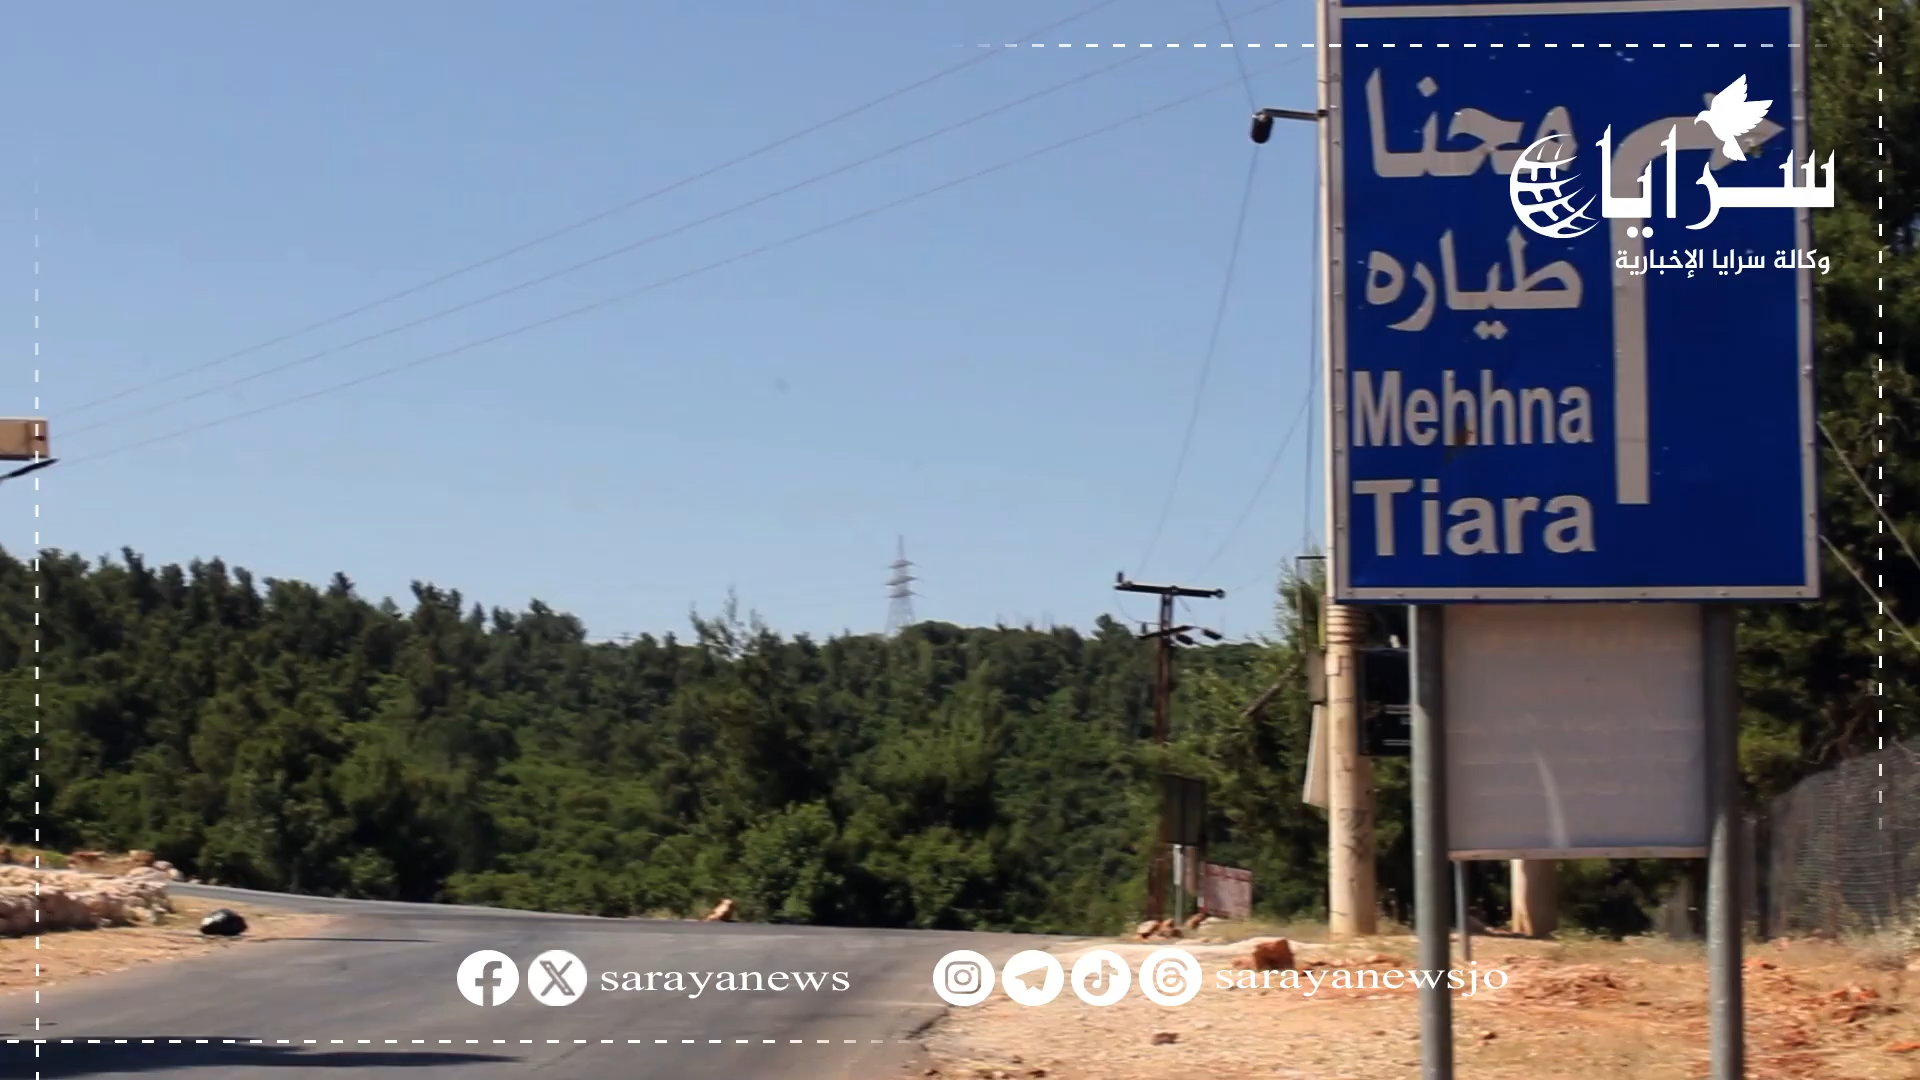 محنا
طياره
Mehhna
Tiara
سرايا
وكالة سرايا الإخبارية
sarayanews
sarayanewsjo